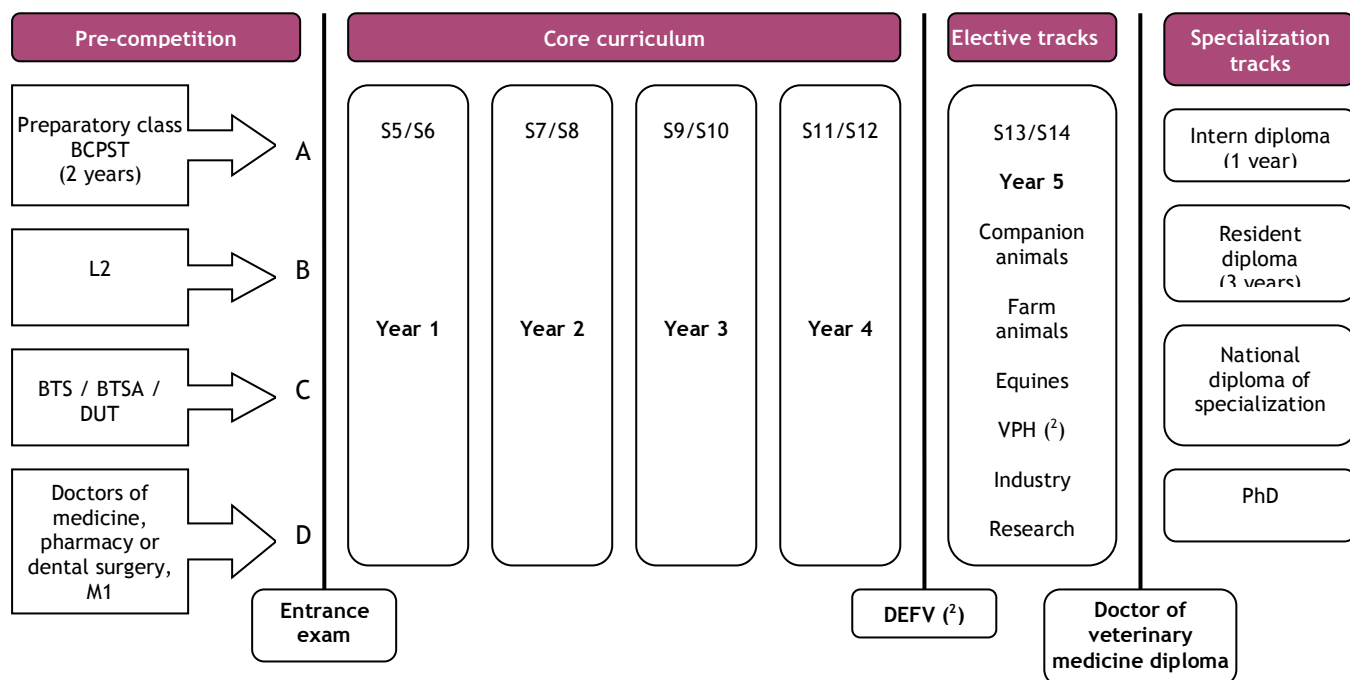 Pre-competition
Preparatory class
BCPST
(2 years)
A
L2
B
BTS / BTSA /
DUT
C
Doctors of
medicine,
pharmacy or
dental surgery,
M1
D
Entrance
exam
Core curriculum
S5/S6
Year 1
S7/S8
Year 2
S9/S10
Year 3
S11/S12
Year 4
DEFV (²)
Elective tracks
S13/S14
Year 5
Companion
animals
Farm
animals
Equines
VPH (²)
Industry
Research
Doctor of
veterinary
medicine diploma
Specialization
tracks
Intern diploma
(1 year)
Resident
diploma
(3 years)
National
diploma of
specialization
PhD